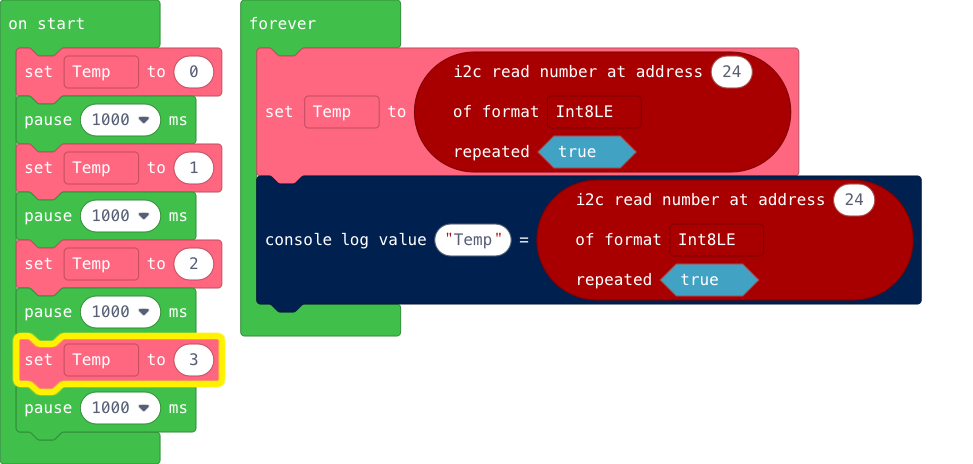 on start
set Temp to 0
pause 1000 ms
set Temp to 1
pause 1000 ms
set Temp to 2
pause 1000 ms
set Temp to 3
pause 1000 ms
forever
i2c read number at address 24
set Temp to of format Int8LE
repeated true
i2c read number at address 24
console log value "Temp" = of format Int8LE
repeated true